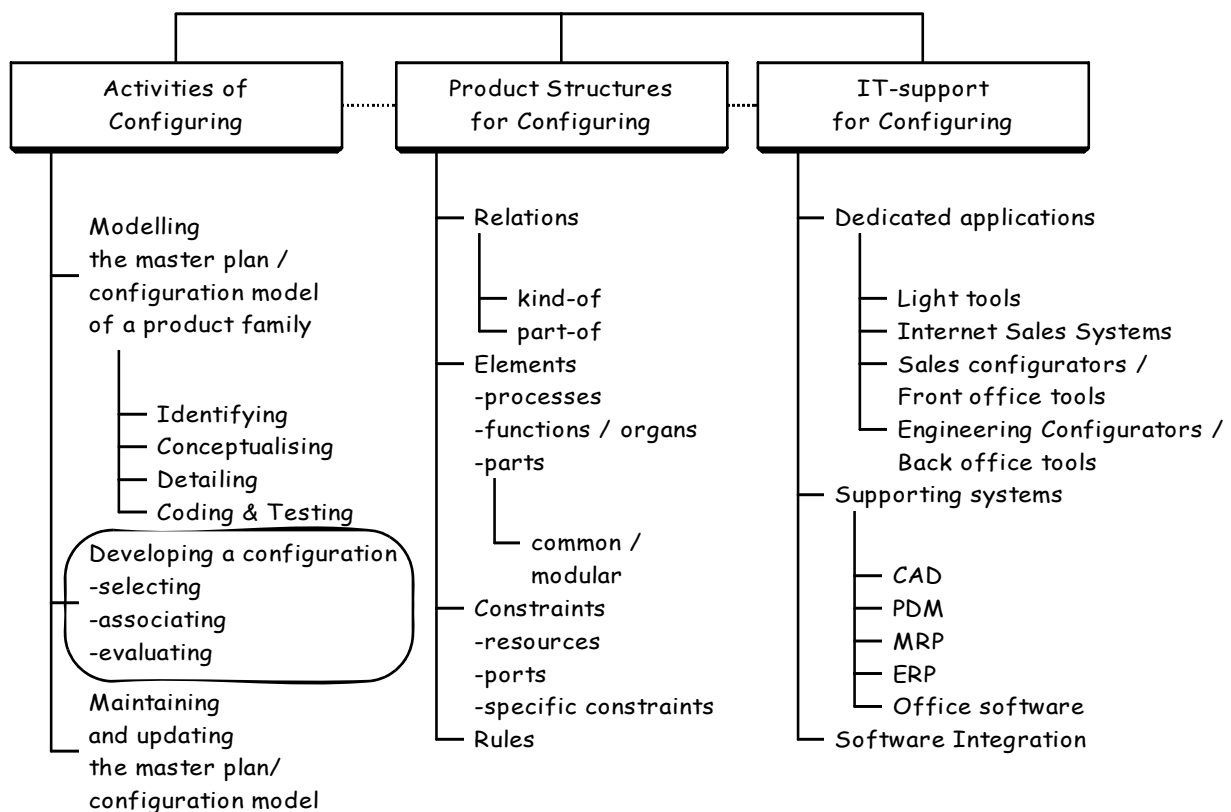 Activities of
Configuring
Product Structures
for Configuring
IT-support
for Configuring
Modelling
the master plan /
configuration model
of a product family
Identifying
Conceptualising
Detailing
Coding & Testing
Developing a configuration
-selecting
-associating
-evaluating
Maintaining
and updating
the master plan/
configuration model
Relations
kind-of
part-of
Elements
-processes
-functions / organs
-parts
common /
modular
Constraints
-resources
-ports
-specific constraints
Rules
Dedicated applications
Light tools
Internet Sales Systems
Sales configurators /
Front office tools
Engineering Configurators /
Back office tools
Supporting systems
CAD
PDM
MRP
ERP
Office software
Software Integration